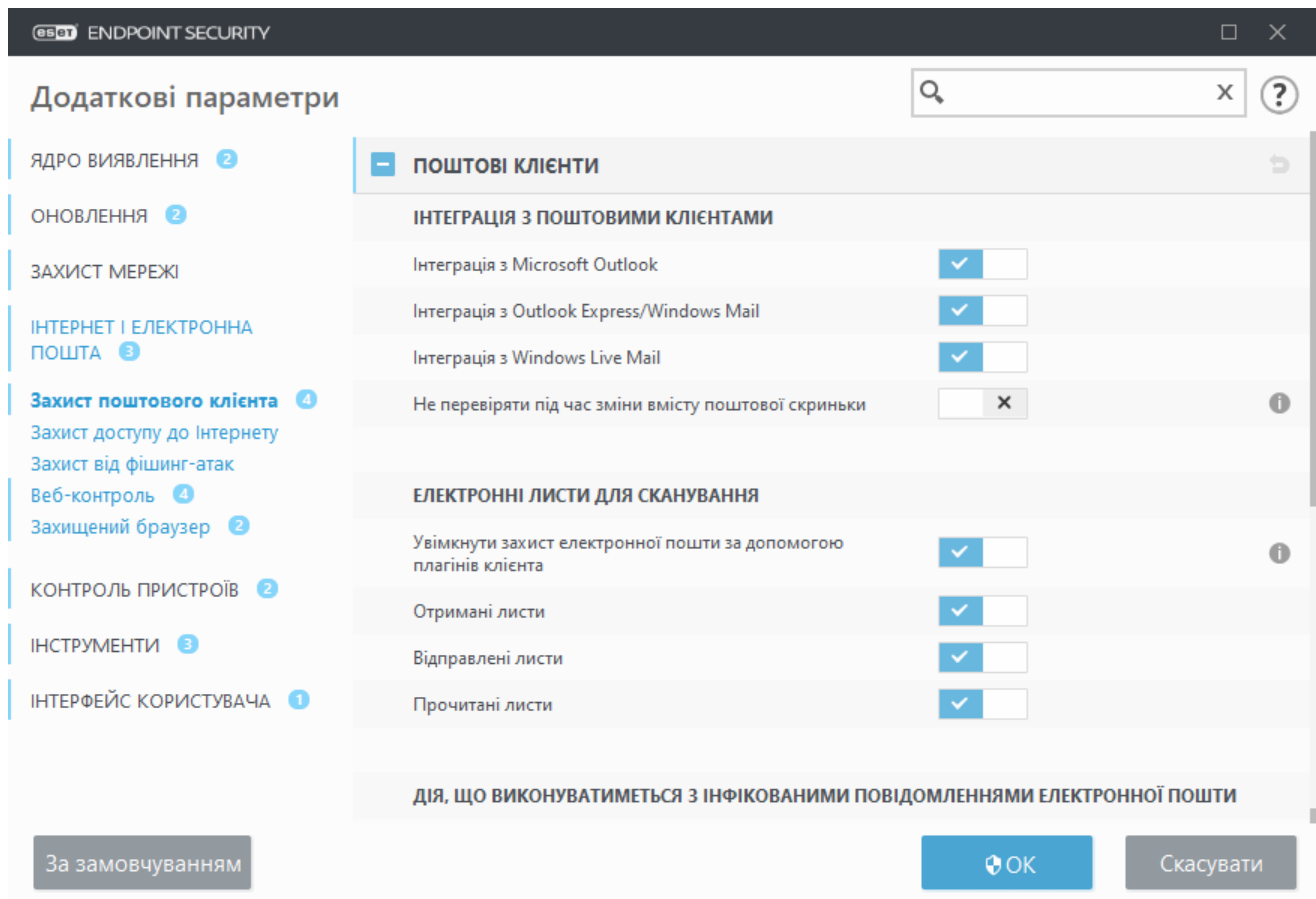 eset ENDPOINT SECURITY
Додаткові параметри
x
?
ЯДРО ВИЯВЛЕННЯ 2
ОНОВЛЕННЯ 2
ЗАХИСТ МЕРЕЖІ
ІНТЕРНЕТ І ЕЛЕКТРОННА
ПОШТА 3
Захист поштового клієнта 4
Захист доступу до Інтернету
Захист від фішинг-атак
Веб-контроль 4
Захищений браузер 2
КОНТРОЛЬ ПРИСТРОЇВ 2
ІНСТРУМЕНТИ 3
ІНТЕРФЕЙС КОРИСТУВАЧА 1
ПОШТОВІ КЛІЄНТИ
ІНТЕГРАЦІЯ З ПОШТОВИМИ КЛІЄНТАМИ
Інтеграція з Microsoft Outlook
Інтеграція з Outlook Express/Windows Mail
Інтеграція з Windows Live Mail
Не перевіряти під час зміни вмісту поштової скриньки
ЕЛЕКТРОННІ ЛИСТИ ДЛЯ СКАНУВАННЯ
Увімкнути захист електронної пошти за допомогою
плагінів клієнта
Отримані листи
Відправлені листи
Прочитані листи
ДІЯ, ЩО ВИКОНУВАТИМЕТЬСЯ З ІНФІКОВАНИМИ ПОВІДОМЛЕННЯМИ ЕЛЕКТРОННОЇ ПОШТИ
За замовчуванням
OK
Скасувати